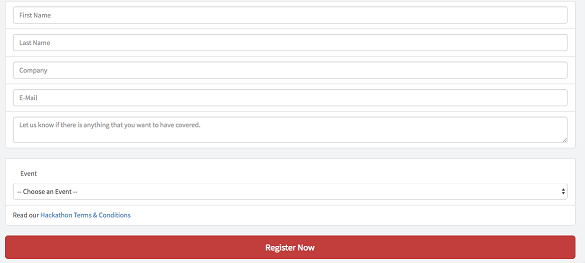 First Name
Last Name
Company
E-Mail
Let us know if there is anything that you want to have covered.
Event
-- Choose an Event --
Read our Hackathon Terms & Conditions
Register Now